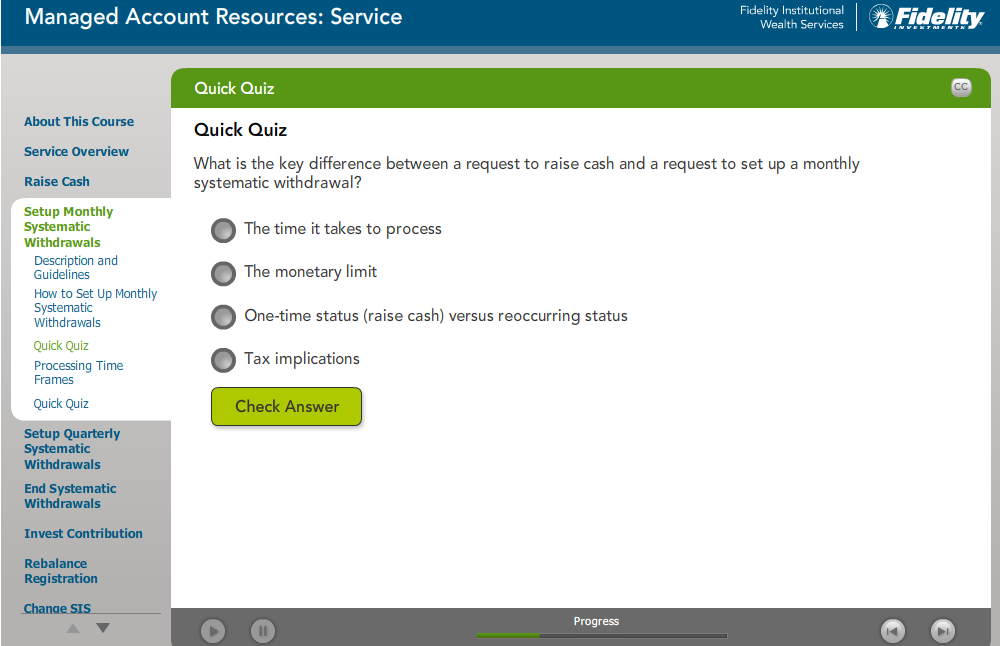 Managed Account Resources: Service
Fidelity Institutional
Wealth Services
Fidelity
INVESTMENTS
Quick Quiz
CC
About This Course
Service Overview
Raise Cash
Setup Monthly
Systematic
Withdrawals
Description and
Guidelines
How to Set Up Monthly
Systematic
Withdrawals
Quick Quiz
Processing Time
Frames
Quick Quiz
Setup Quarterly
Systematic
Withdrawals
End Systematic
Withdrawals
Invest Contribution
Rebalance
Registration
Change SIS
Quick Quiz
What is the key difference between a request to raise cash and a request to set up a monthly
systematic withdrawal?
The time it takes to process
The monetary limit
One-time status (raise cash) versus reoccurring status
Tax implications
Check Answer
Progress